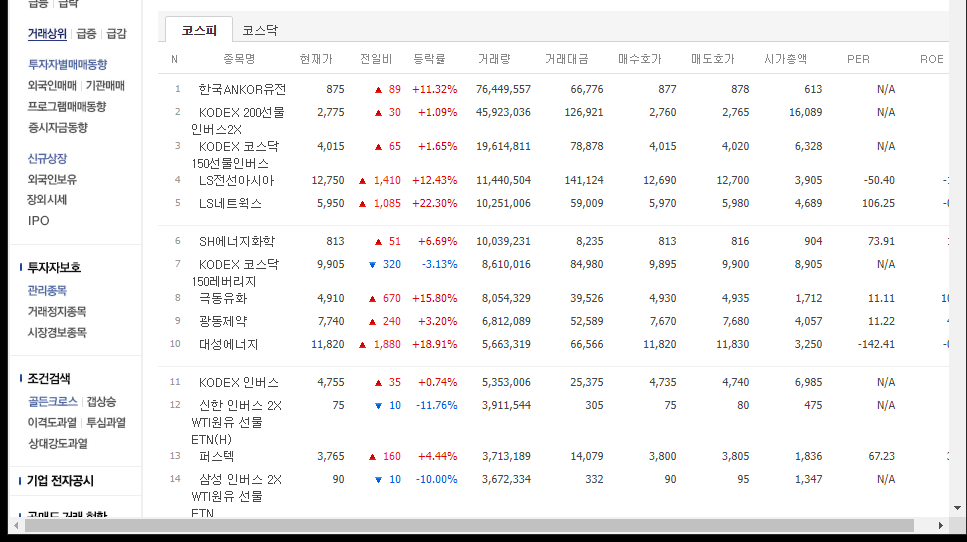 급등 | 급락
거래상위 | 급증 | 급감
투자자별매매동향
외국인매매 | 기관매매
프로그램매매동향
증시자금동향
신규상장
외국인보유
장외시세
IPO
투자자보호
관리종목
거래정지종목
시장경보종목
조건검색
골든크로스 | 갭상승
이격도과열 | 투심과열
상대강도과열
기업 전자공시
공매도 거래 현황
코스피 코스닥
N 종목명 현재가 전일비 등락률 거래량 거래대금 매수호가 매도호가 시가총액 PER ROE
1 한국ANKOR유전 875 ▲ 89 +11.32% 76,449,557 66,776 877 878 613 N/A
2 KODEX 200선물 2,775 ▲ 30 +1.09% 45,923,036 126,921 2,760 2,765 16,089 N/A
인버스2X
3 KODEX 코스닥 4,015 ▲ 65 +1.65% 19,614,811 78,878 4,015 4,020 6,328 N/A
150선물인버스
4 LS전선아시아 12,750 ▲ 1,410 +12.43% 11,440,504 141,124 12,690 12,700 3,905 -50.40
5 LS네트웍스 5,950 ▲ 1,085 +22.30% 10,251,006 59,009 5,970 5,980 4,689 106.25
6 SH에너지화학 813 ▲ 51 +6.69% 10,039,231 8,235 813 816 904 73.91
7 KODEX 코스닥 9,905 ▼ 320 -3.13% 8,610,016 84,980 9,895 9,900 8,905 N/A
150레버리지
8 극동유화 4,910 ▲ 670 +15.80% 8,054,329 39,526 4,930 4,935 1,712 11.11
9 광동제약 7,740 ▲ 240 +3.20% 6,812,089 52,589 7,670 7,680 4,057 11.22
10 대성에너지 11,820 ▲ 1,880 +18.91% 5,663,319 66,566 11,820 11,830 3,250 -142.41
11 KODEX 인버스 4,755 ▲ 35 +0.74% 5,353,006 25,375 4,735 4,740 6,985 N/A
12 신한 인버스 2X 75 ▼ 10 -11.76% 3,911,544 305 75 80 475 N/A
WTI원유 선물
ETN(H)
13 퍼스텍 3,765 ▲ 160 +4.44% 3,713,189 14,079 3,800 3,805 1,836 67.23
14 삼성 인버스 2X 90 ▼ 10 -10.00% 3,672,334 332 90 95 1,347 N/A
WTI원유 선물
ETN